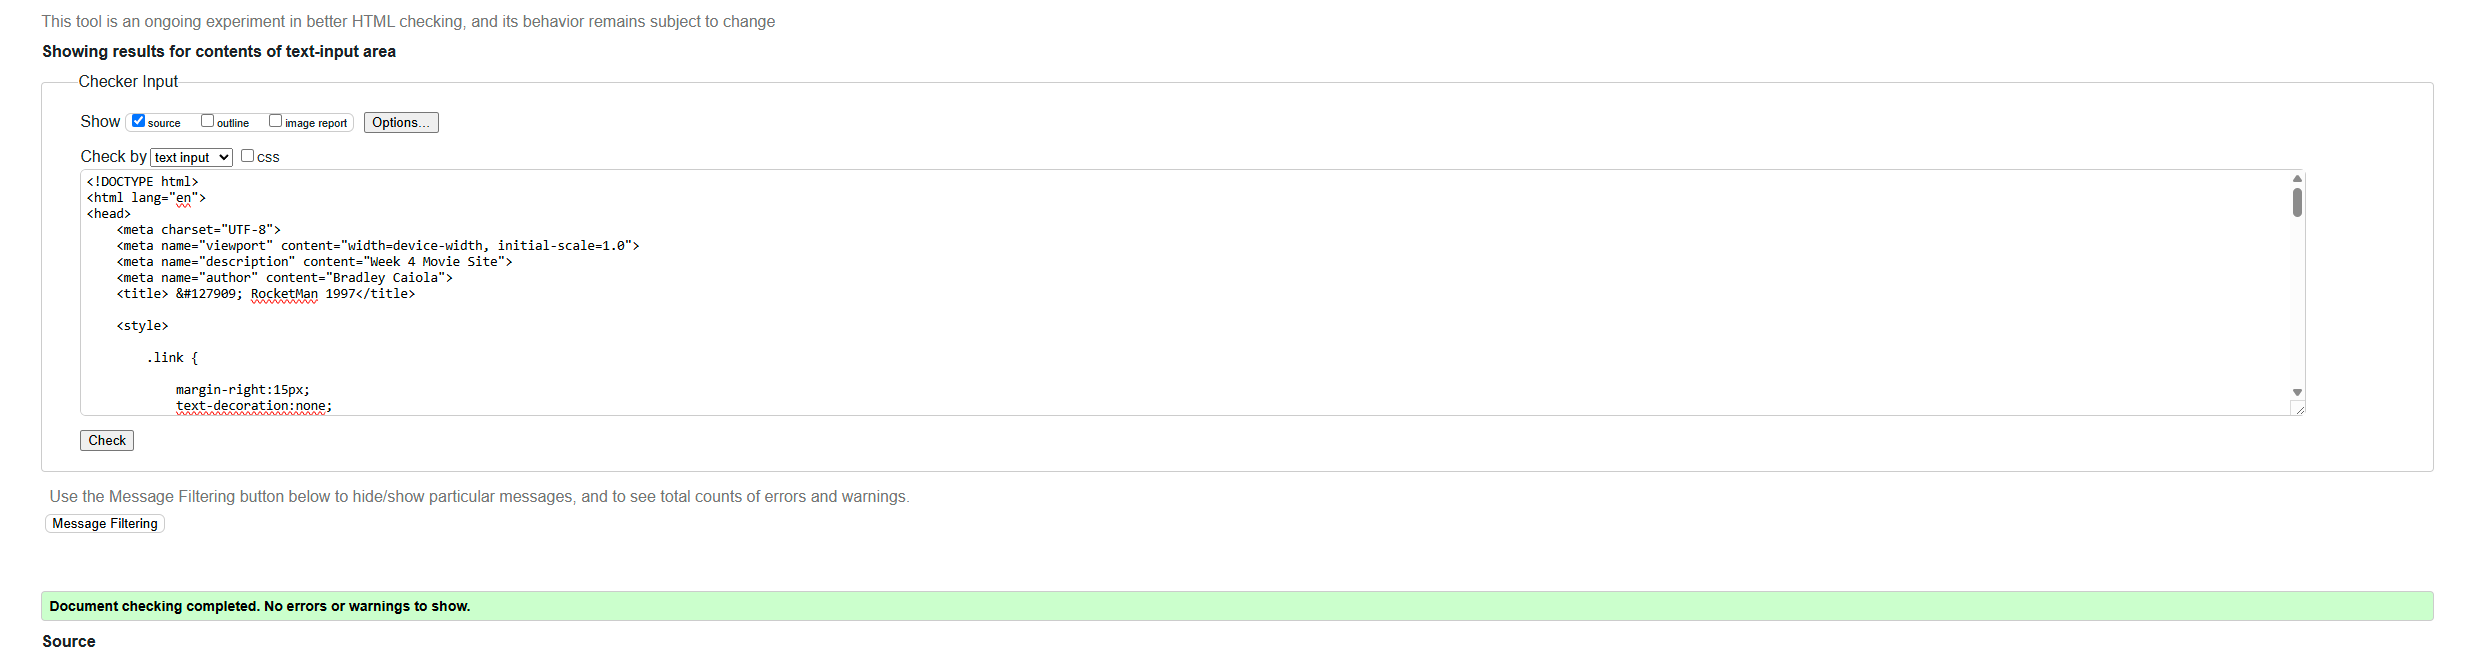 This tool is an ongoing experiment in better HTML checking, and its behavior remains subject to change
Showing results for contents of text-input area
Checker Input
Show source outline image report Options...
Check by text input css
<!DOCTYPE html>
<html lang="en">
<head>
    <meta charset="UTF-8">
    <meta name="viewport" content="width=device-width, initial-scale=1.0">
    <meta name="description" content="Week 4 Movie Site">
    <meta name="author" content="Bradley Caiola">
    <title> &#127909; RocketMan 1997</title>
    <style>
        .link {
            margin-right:15px;
            text-decoration:none;
Check
Use the Message Filtering button below to hide/show particular messages, and to see total counts of errors and warnings.
Message Filtering
Document checking completed. No errors or warnings to show.
Source